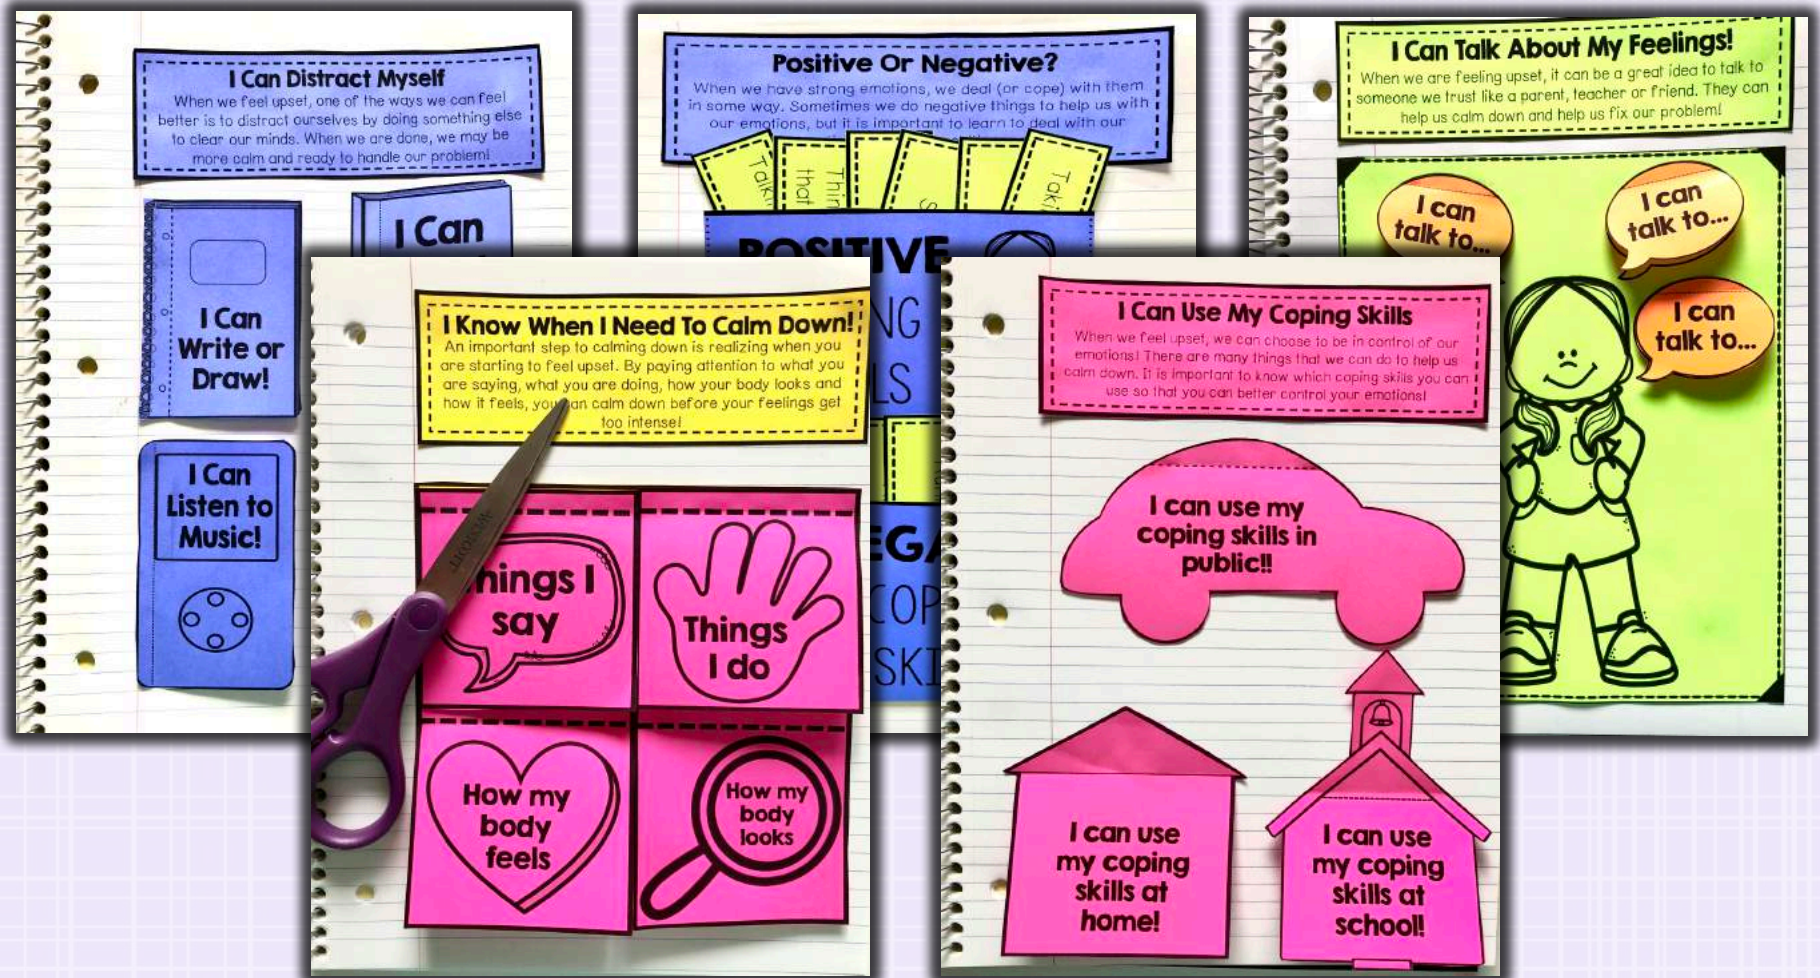 I Can Distract Myself
When we feel upset, one of the ways we can feel
better is to distract ourselves by doing something else
to clear our minds. When we are done, we may be
more calm and ready to handle our problem!
I Can
Write or
Draw!
I Can
I Can
Listen to
Music!
Positive Or Negative?
When we have strong emotions, we deal (or cope) with them
in some way. Sometimes we do negative things to help us with
our emotions, but it is important to learn to deal with our
POSITIVE
I Can Talk About My Feelings!
When we are feeling upset, it can be a great idea to talk to
someone we trust like a parent, teacher or friend. They can
help us calm down and help us fix our problem!
I can
talk to...
I can
talk to...
I can
talk to...
I Know When I Need To Calm Down!
An important step to calming down is realizing when you
are starting to feel upset. By paying attention to what you
are saying, what you are doing, how your body looks and
how it feels, you can calm down before your feelings get
too intense!
Things I
say
Things
I do
How my
body
feels
How my
body
looks
I Can Use My Coping Skills
When we feel upset, we can choose to be in control of our
emotions! There are many things that we can do to help us
calm down. It is important to know which coping skills you can
use so that you can better control your emotions!
I can use my
coping skills in
public!!
I can use
my coping
skills at
home!
I can use
my coping
skills at
school!